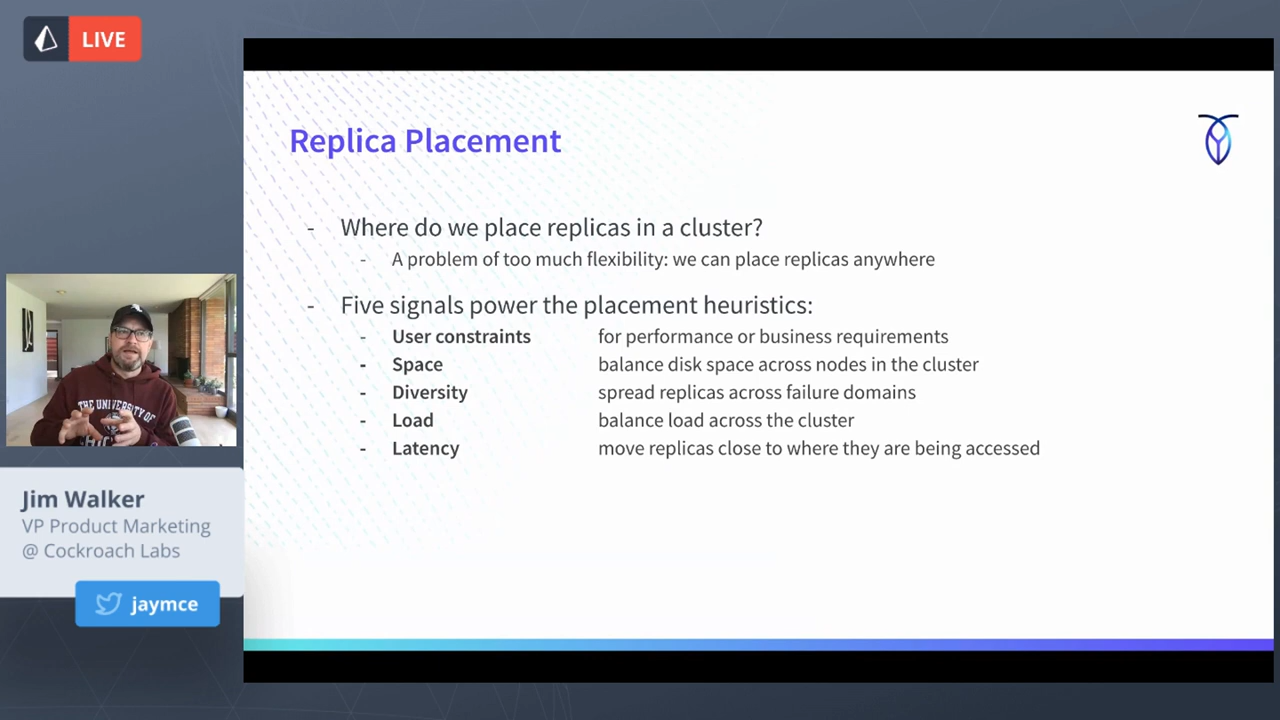 LIVE
Replica Placement
- Where do we place replicas in a cluster?
- A problem of too much flexibility: we can place replicas anywhere
- Five signals power the placement heuristics:
- User constraints for performance or business requirements
- Space balance disk space across nodes in the cluster
- Diversity spread replicas across failure domains
- Load balance load across the cluster
- Latency move replicas close to where they are being accessed
THE UNIVERSITY OF
Jim Walker
VP Product Marketing
@ Cockroach Labs
jaymce